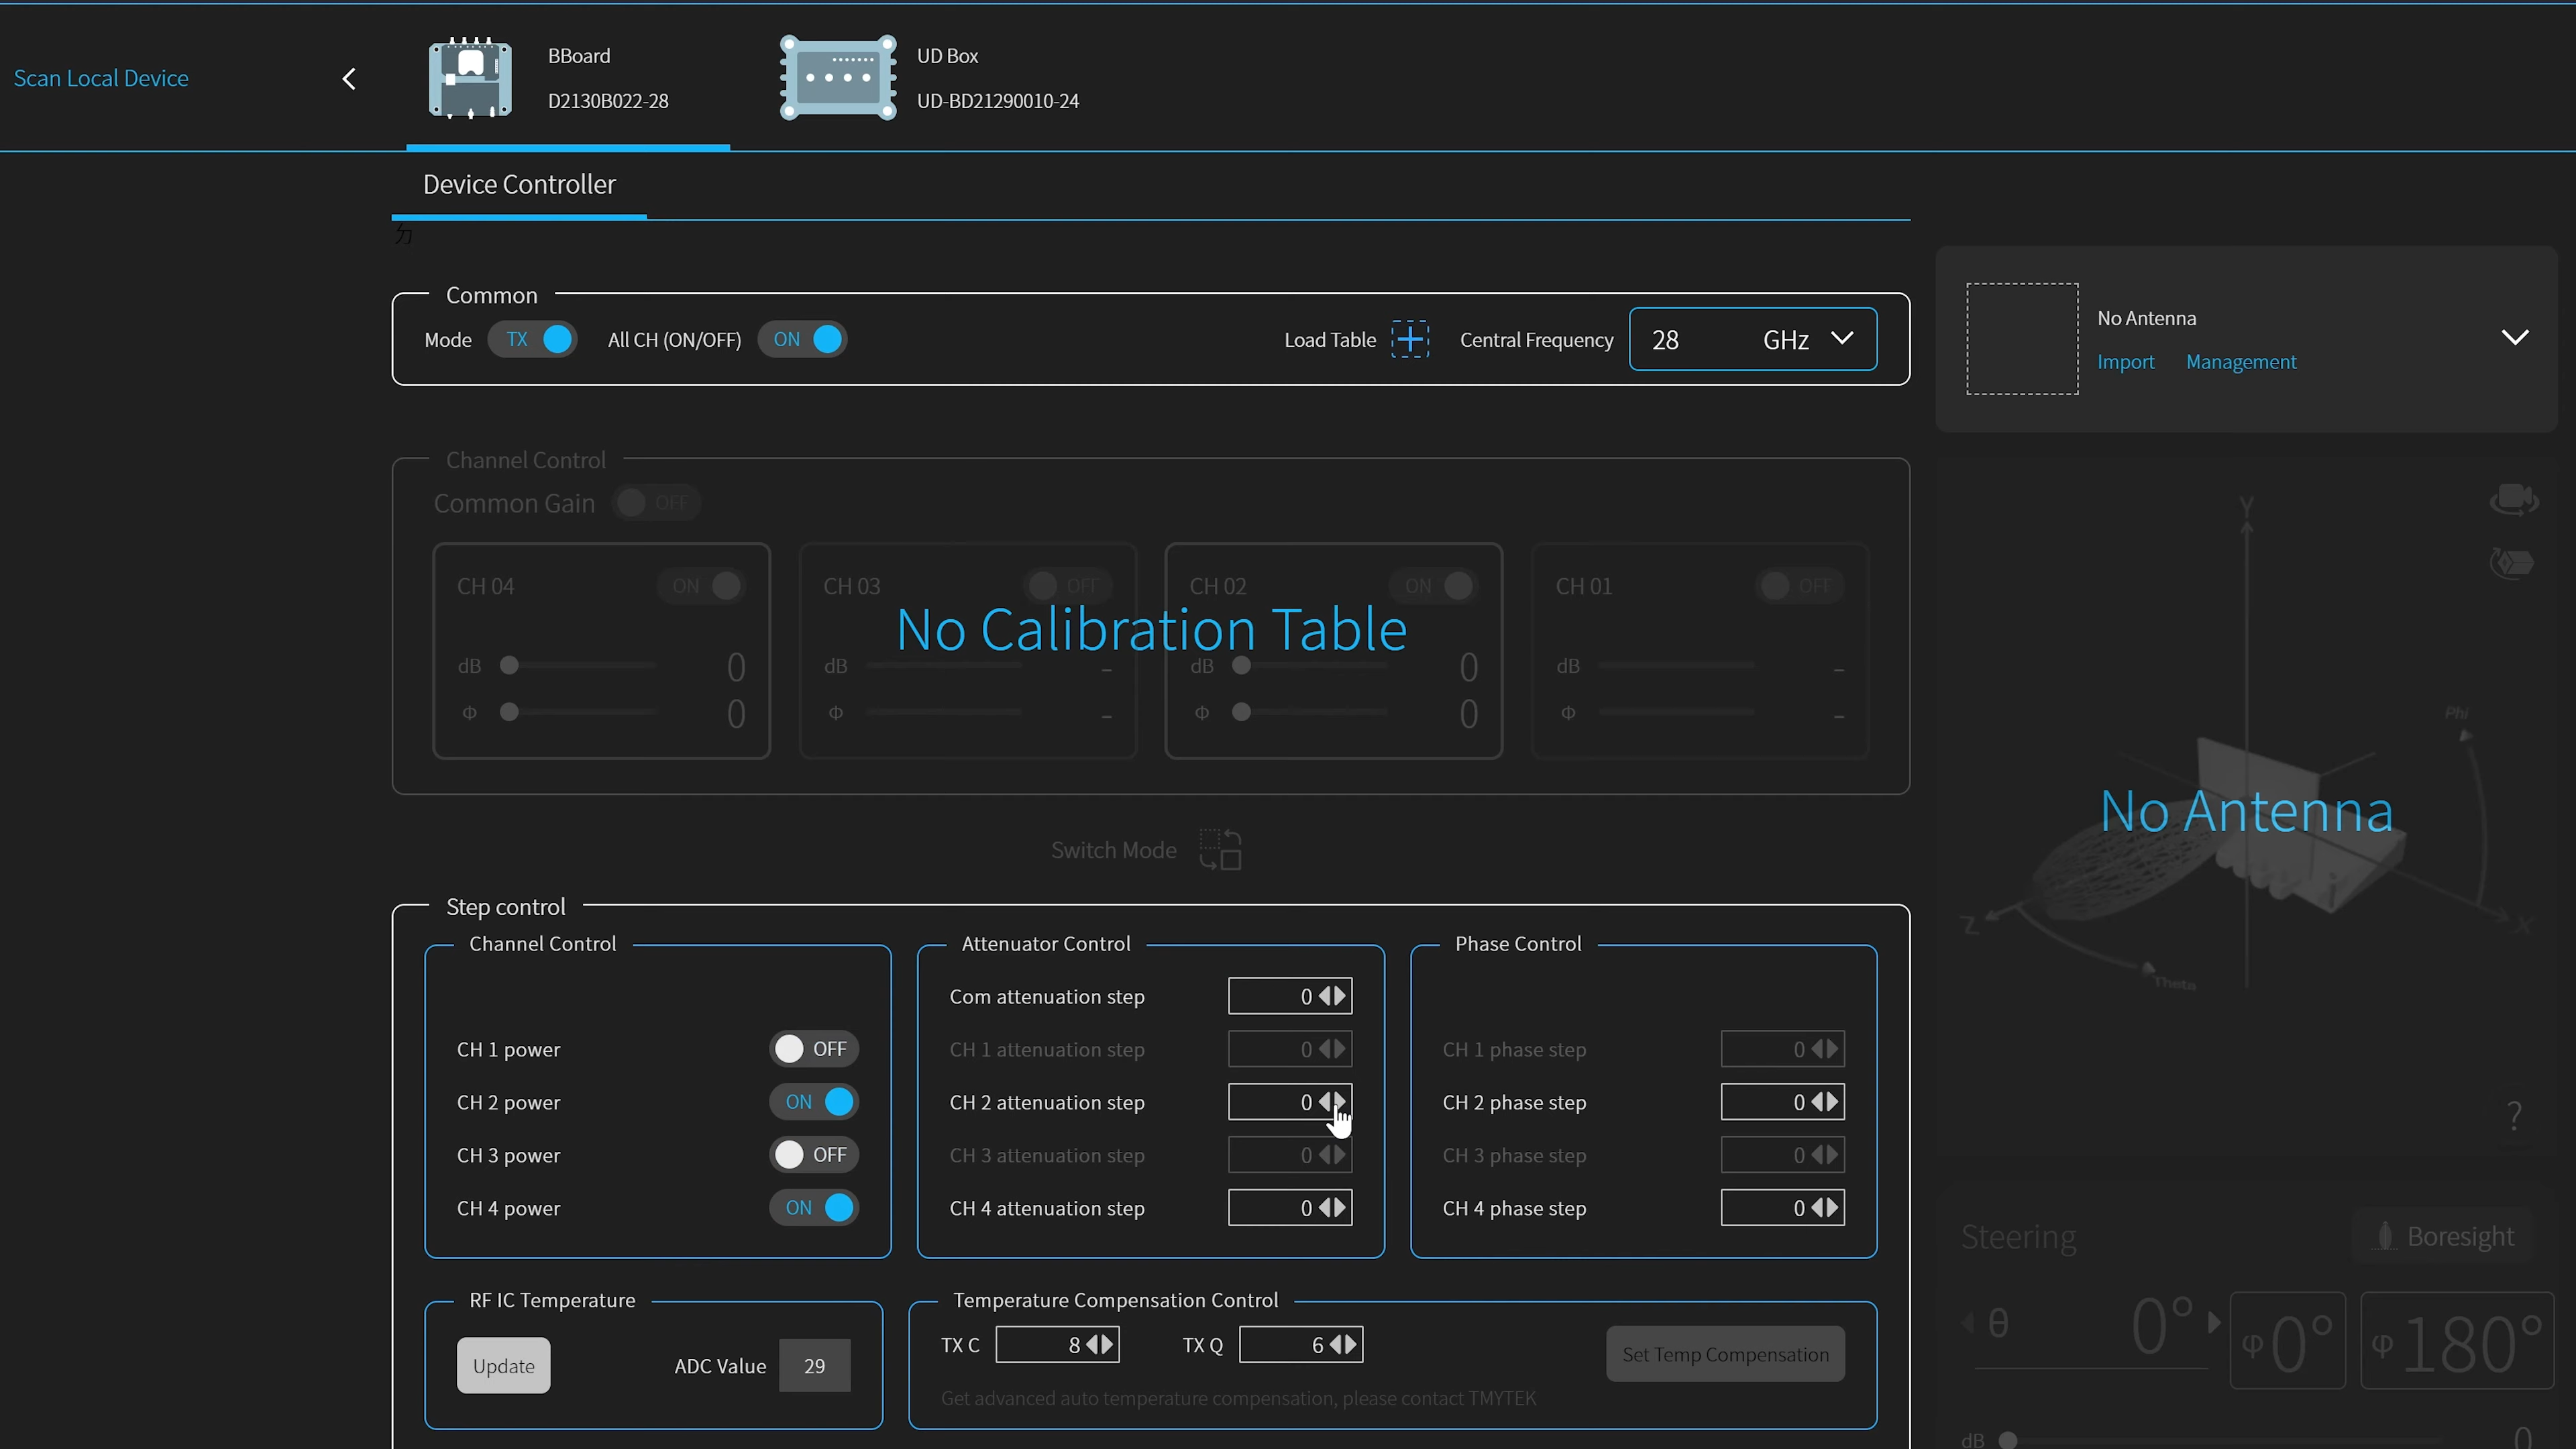 Scan Local Device
BBoard
D2130B022-28
UD Box
UD-BD21290010-24
Device Controller
ㄉ
Common
Mode TX All CH (ON/OFF) ON Load Table Central Frequency 28 GHz
No Antenna
Import Management
Channel Control
Common Gain OFF
CH 04 ON CH 03 OFF CH 02 ON CH 01 OFF
No Calibration Table
dB 0 dB - dB 0 dB -
Φ 0 Φ - Φ 0 Φ -
Switch Mode
Y
Phi
No Antenna
Z X
Theta
?
Step control
Channel Control
CH 1 power OFF
CH 2 power ON
CH 3 power OFF
CH 4 power ON
Attenuator Control
Com attenuation step 0
CH 1 attenuation step 0
CH 2 attenuation step 0
CH 3 attenuation step 0
CH 4 attenuation step 0
Phase Control
CH 1 phase step 0
CH 2 phase step 0
CH 3 phase step 0
CH 4 phase step 0
RF IC Temperature
Update ADC Value 29
Temperature Compensation Control
TX C 8 TX Q 6 Set Temp Compensation
Get advanced auto temperature compensation, please contact TMYTEK
Steering Boresight
θ 0° φ 0° φ 180°
dB 0